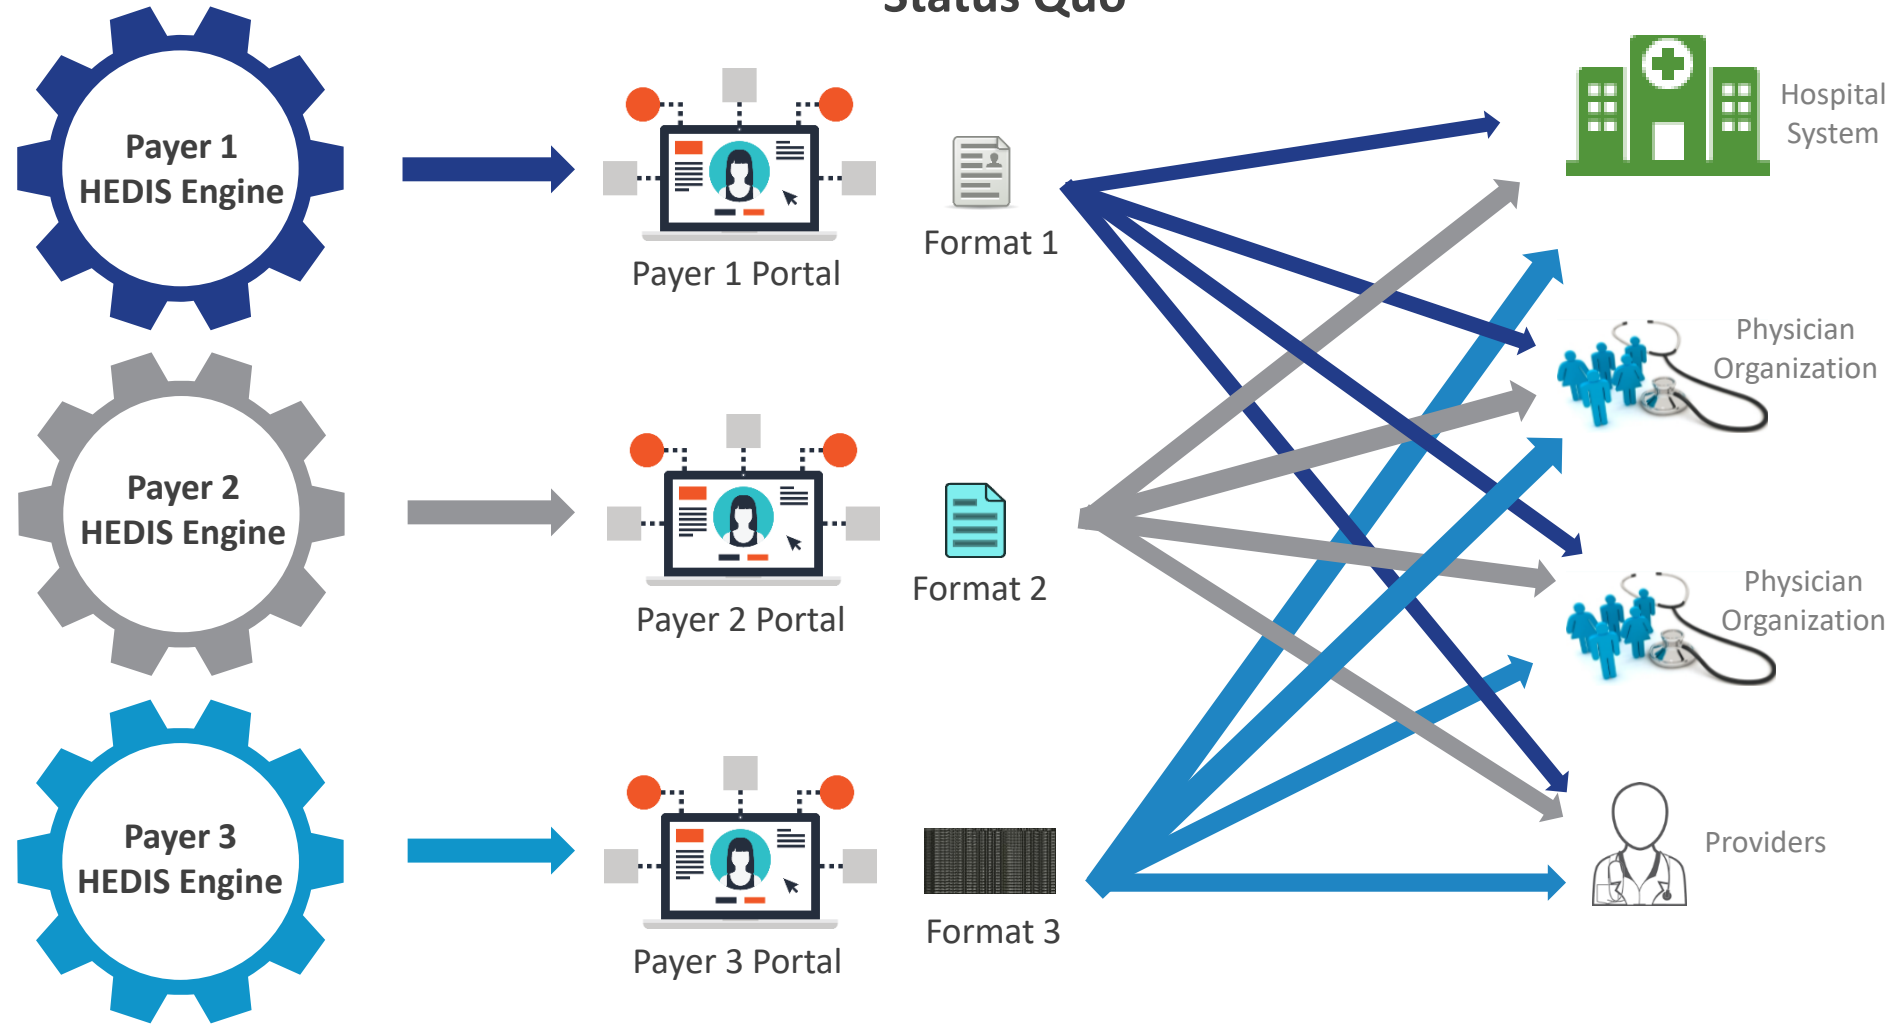 Status Quo
Payer 1
HEDIS Engine
Payer 1 Portal
Format 1
Hospital
System
Physician
Organization
Payer 2
HEDIS Engine
Payer 2 Portal
Format 2
Physician
Organization
Payer 3
HEDIS Engine
Payer 3 Portal
Format 3
Providers